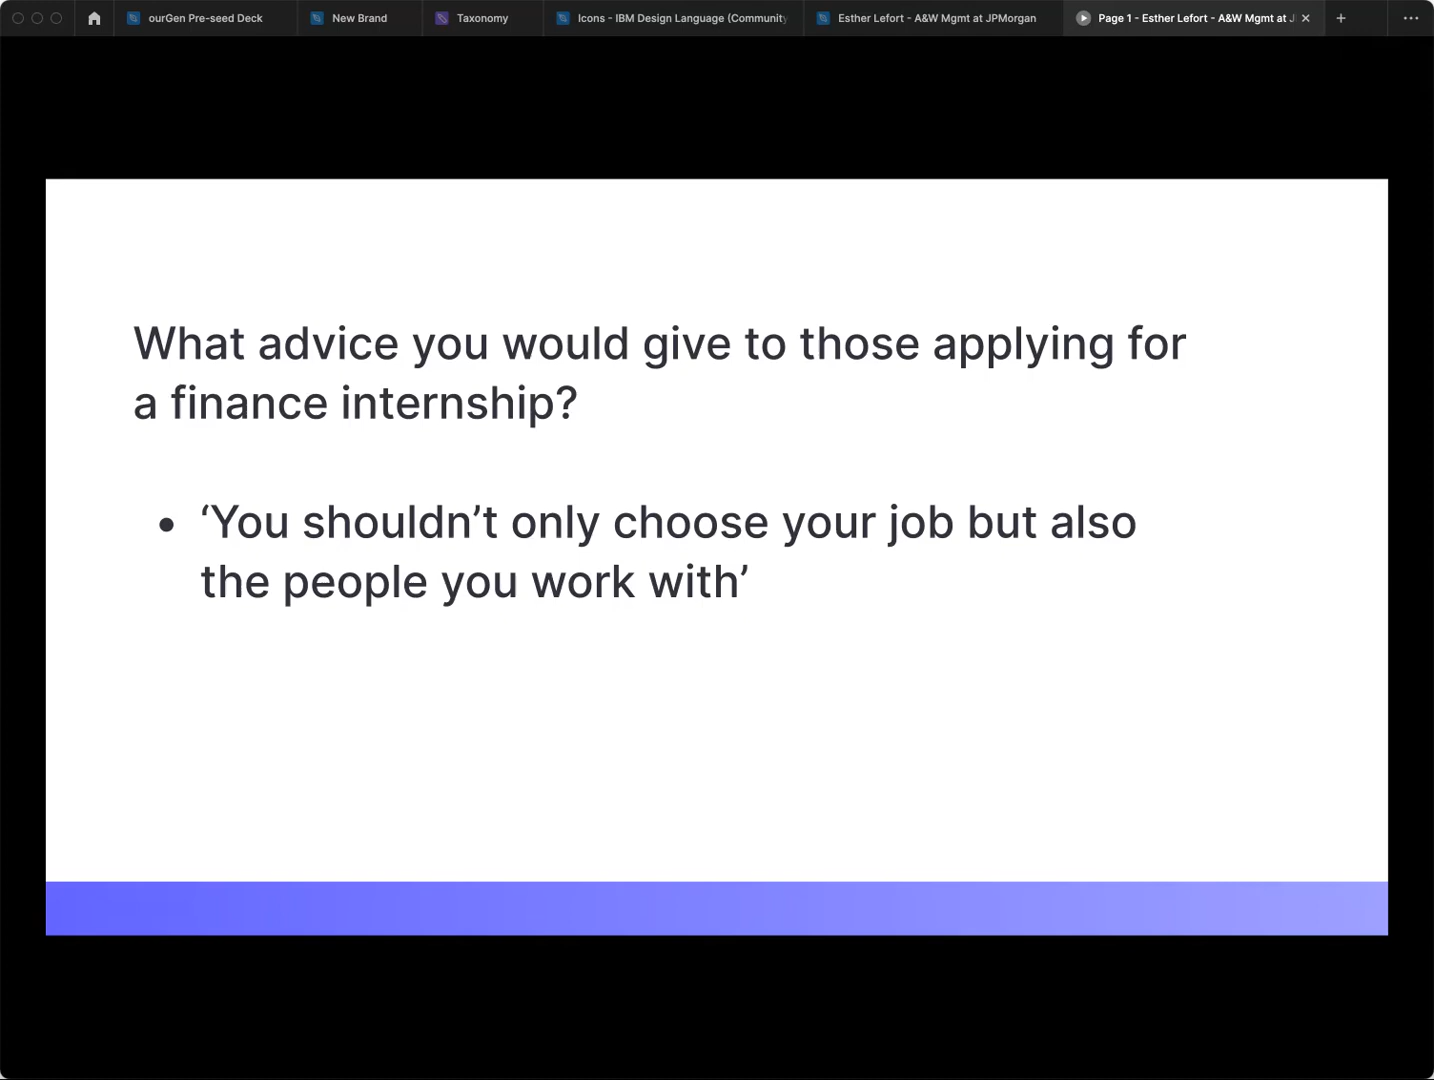 ourGen Pre-seed Deck
New Brand
Taxonomy
Icons - IBM Design Language (Community
Esther Lefort - A&W Mgmt at JPMorgan
Page 1 - Esther Lefort - A&W Mgmt at J
What advice you would give to those applying for
a finance internship?
• ‘You shouldn’t only choose your job but also
the people you work with’